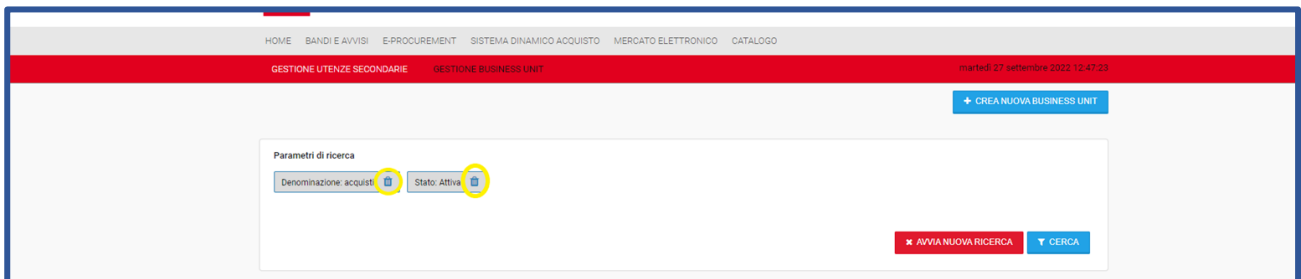 HOME BANDI E AVVISI E-PROCUREMENT SISTEMA DINAMICO ACQUISTO MERCATO ELETTRONICO CATALOGO
GESTIONE UTENZE SECONDARIE GESTIONE BUSINESS UNIT martedì 27 settembre 2022 12:47:28
+ CREA NUOVA BUSINESS UNIT
Parametri di ricerca
Denominazione: acquisti Stato: Attiva
AVVIA NUOVA RICERCA CERCA